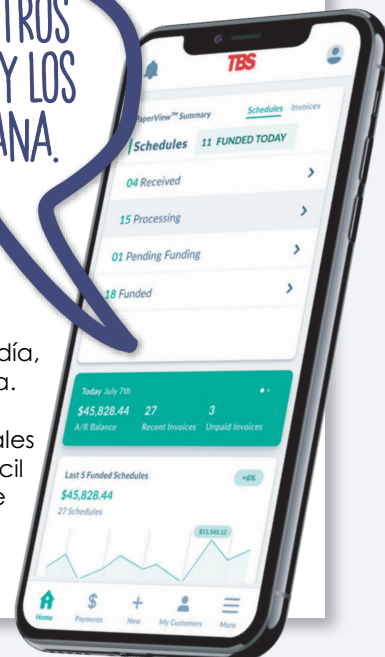 TROS
Y LOS
ANA.
TBS
PaperView™ Summary
Schedules Invoices
Schedules 11 FUNDED TODAY
04 Received
15 Processing
01 Pending Funding
18 Funded
día,
a.
ales
cil
e
Today July 7th
$45,828.44 27 3
A/R Balance Recent Invoices Unpaid Invoices
Last 5 Funded Schedules +6%
$45,828.44
27 Schedules
$11,545.12
Home Payments New My Customers More